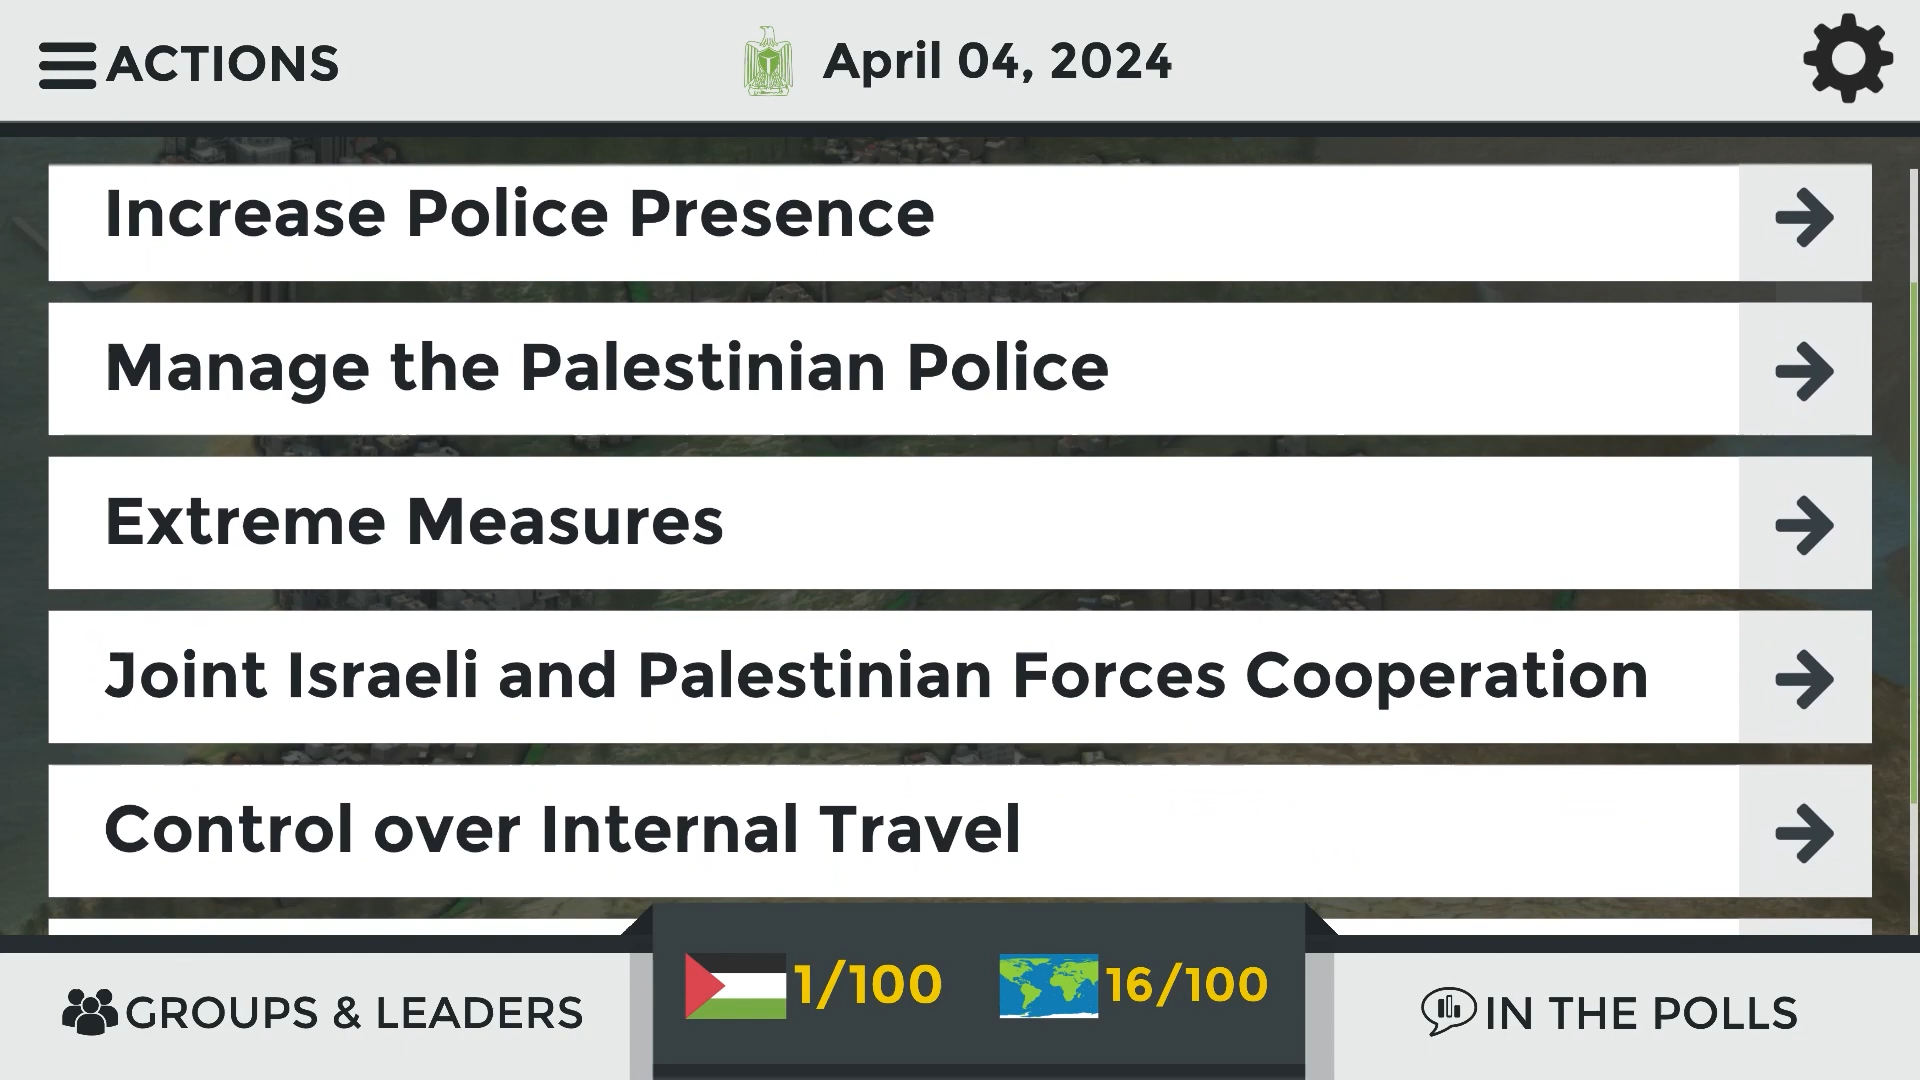 ACTIONS
April 04, 2024
Increase Police Presence
Manage the Palestinian Police
Extreme Measures
Joint Israeli and Palestinian Forces Cooperation
Control over Internal Travel
GROUPS & LEADERS
1/100
16/100
IN THE POLLS